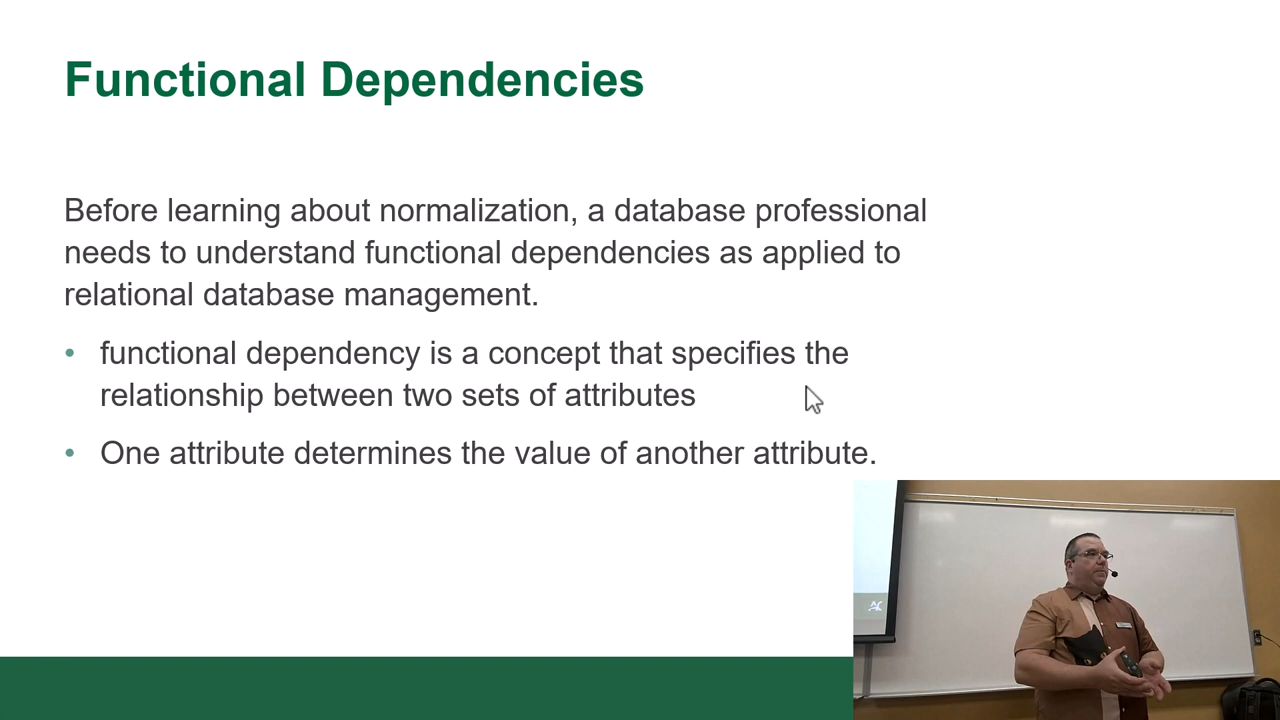 Functional Dependencies
Before learning about normalization, a database professional
needs to understand functional dependencies as applied to
relational database management.
• functional dependency is a concept that specifies the
relationship between two sets of attributes
• One attribute determines the value of another attribute.